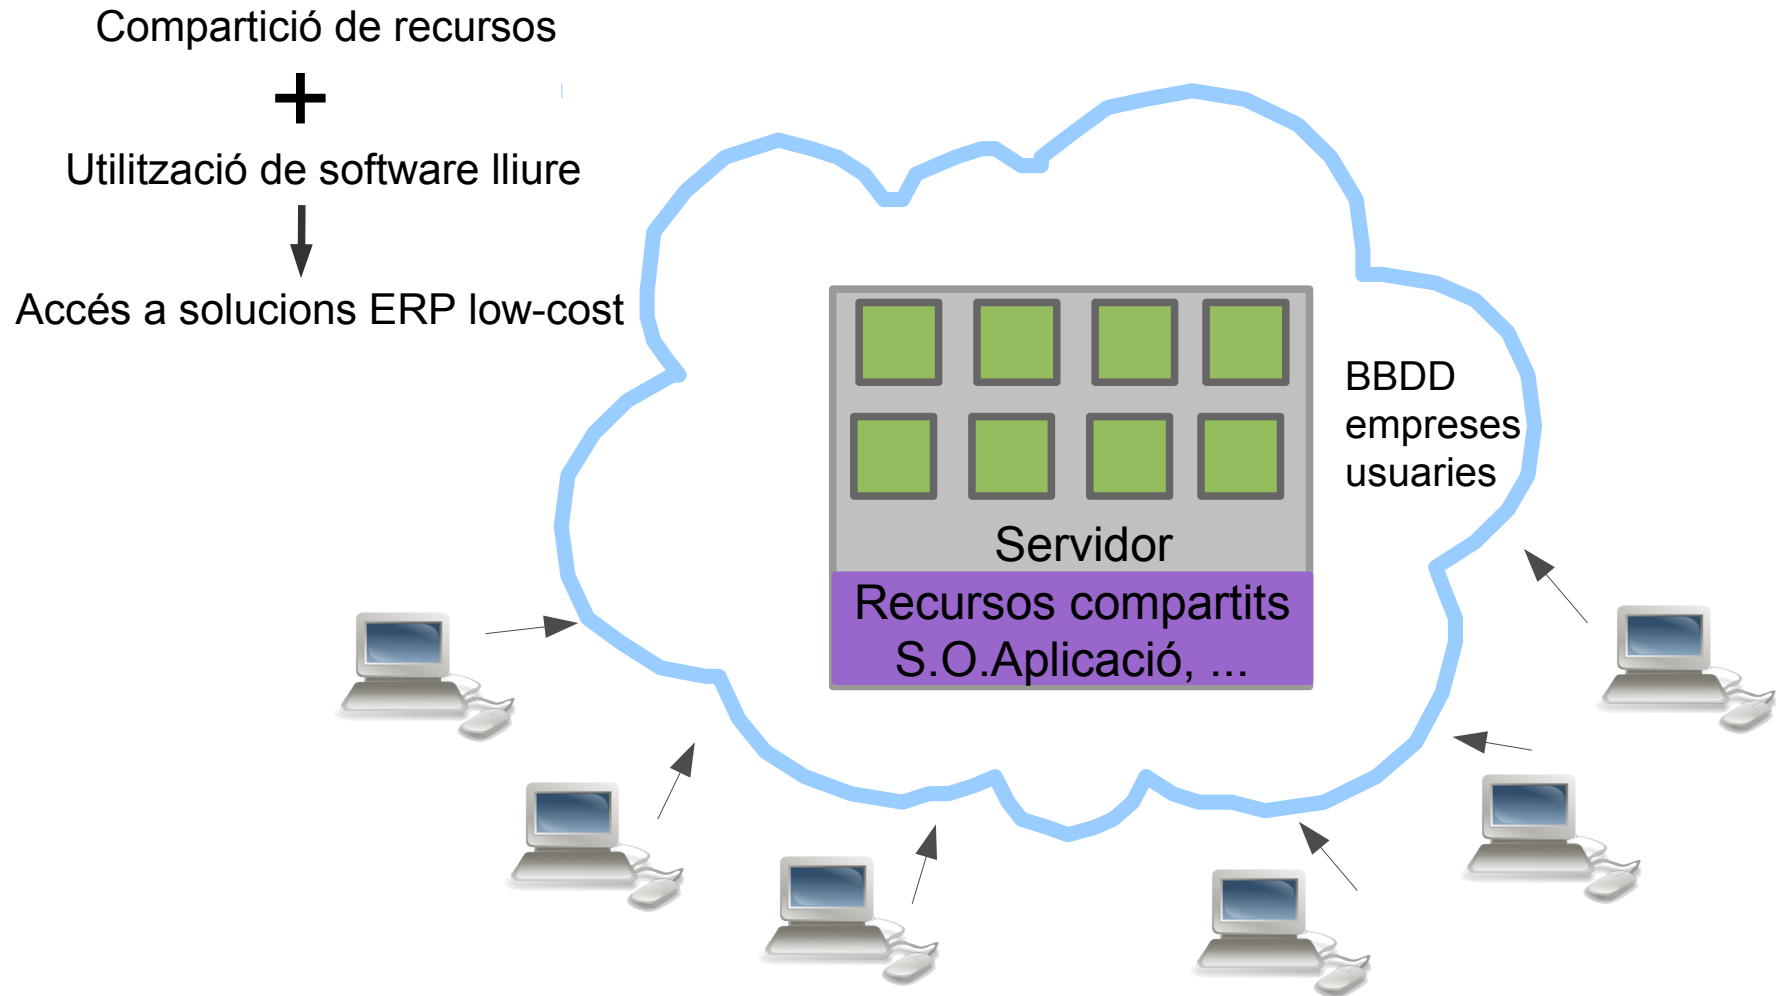 Compartició de recursos
+
Utilització de software lliure
Accés a solucions ERP low-cost
BBDD
empreses
usuaries
Servidor
Recursos compartits
S.O.Aplicació, ...